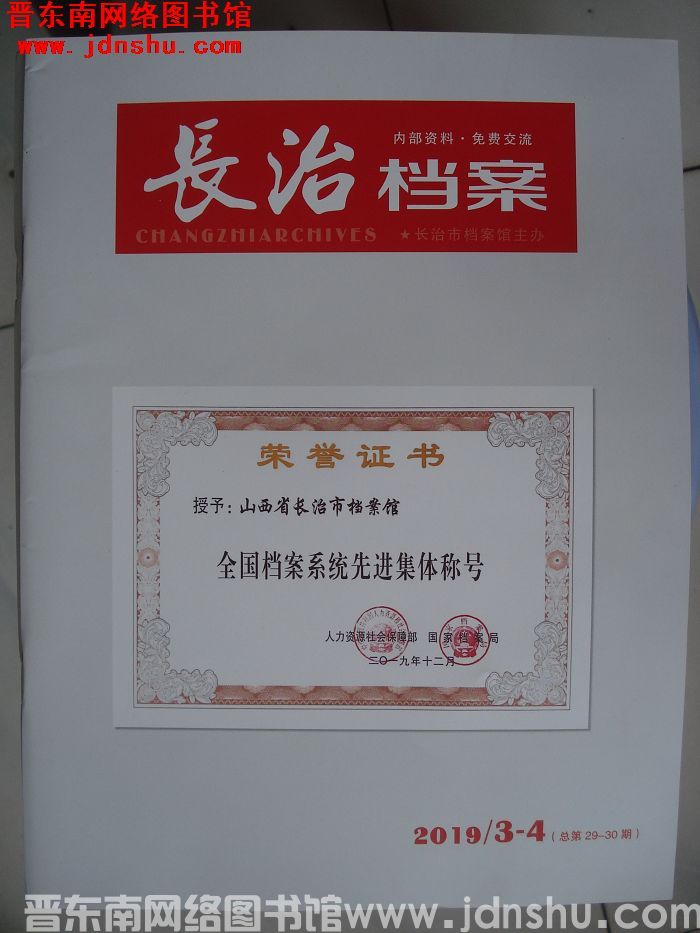 晋东南网络图书馆
www.jdnshu.com
内部资料·免费交流
長治档案
CHANGZHIARCHIVES
★长治市档案馆主办
荣誉证书
授予：山西省长治市档案馆
全国档案系统先进集体称号
人力资源社会保障部 国家档案局
二〇一九年十二月
2019/3-4（总第29-30期）
晋东南网络图书馆www.jdnshu.com